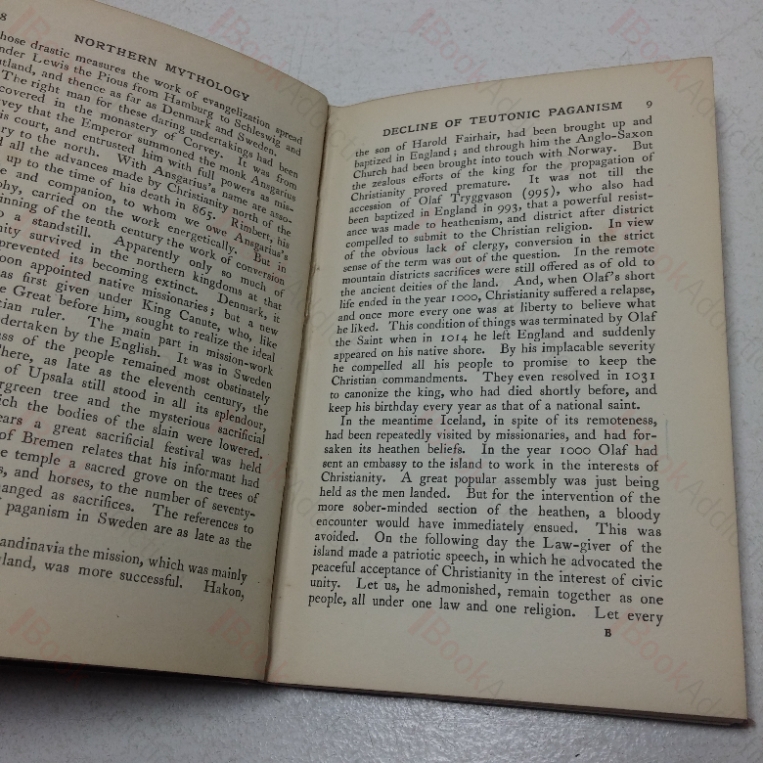 8
NORTHERN MYTHOLOGY
hose drastic measures the work of evangelization spread
nder Lewis the Pious from Hamburg to Schleswig and
utland, and thence as far as Denmark and Sweden.
The right man for these daring undertakings had been
covered in the monastery of Corvey. It was from
vey that the Emperor summoned the monk Ansgarius
is court, and entrusted him with full powers as mis-
ry to the north. With Ansgarius's name are asso-
d all the advances made by Christianity north of the
up to the time of his death in 865. Rimbert, his
e and companion, to whom we owe Ansgarius's
phy, carried on the work energetically. But in
inning of the tenth century the work of conversion
o a standstill. Apparently only so much of
nity survived in the northern kingdoms at that
prevented its becoming extinct. Denmark, it
oon appointed native missionaries; but a new
as first given under King Canute, who, like
e Great before him, sought to realize the ideal
tian ruler. The main part in mission-work
ndertaken by the English. It was in Sweden
ass of the people remained most obstinately
There, as late as the eleventh century, the
of Upsala still stood in all its splendour,
ergreen tree and the mysterious sacrificial
hich the bodies of the slain were lowered.
ears a great sacrificial festival was held
of Bremen relates that his informant had
e temple a sacred grove on the trees of
s, and horses, to the number of seventy-
anged as sacrifices. The references to
f paganism in Sweden are as late as the
candinavia the mission, which was mainly
gland, was more successful. Hakon,
DECLINE OF TEUTONIC PAGANISM 9
the son of Harold Fairhair, had been brought up and
baptized in England; and through him the Anglo-Saxon
Church had been brought into touch with Norway. But
the zealous efforts of the king for the propagation of
Christianity proved premature. It was not till the
accession of Olaf Tryggvason (995), who also had
been baptized in England in 993, that a powerful resist-
ance was made to heathenism, and district after district
compelled to submit to the Christian religion. In view
of the obvious lack of clergy, conversion in the strict
sense of the term was out of the question. In the remote
mountain districts sacrifices were still offered as of old to
the ancient deities of the land. And, when Olaf's short
life ended in the year 1000, Christianity suffered a relapse,
and once more every one was at liberty to believe what
he liked. This condition of things was terminated by Olaf
the Saint when in 1014 he left England and suddenly
appeared on his native shore. By his implacable severity
he compelled all his people to promise to keep the
Christian commandments. They even resolved in 1031
to canonize the king, who had died shortly before, and
keep his birthday every year as that of a national saint.
In the meantime Iceland, in spite of its remoteness,
had been repeatedly visited by missionaries, and had for-
saken its heathen beliefs. In the year 1000 Olaf had
sent an embassy to the island to work in the interests of
Christianity. A great popular assembly was just being
held as the men landed. But for the intervention of the
more sober-minded section of the heathen, a bloody
encounter would have immediately ensued. This was
avoided. On the following day the Law-giver of the
island made a patriotic speech, in which he advocated the
peaceful acceptance of Christianity in the interest of civic
unity. Let us, he admonished, remain together as one
people, all under one law and one religion. Let every
B